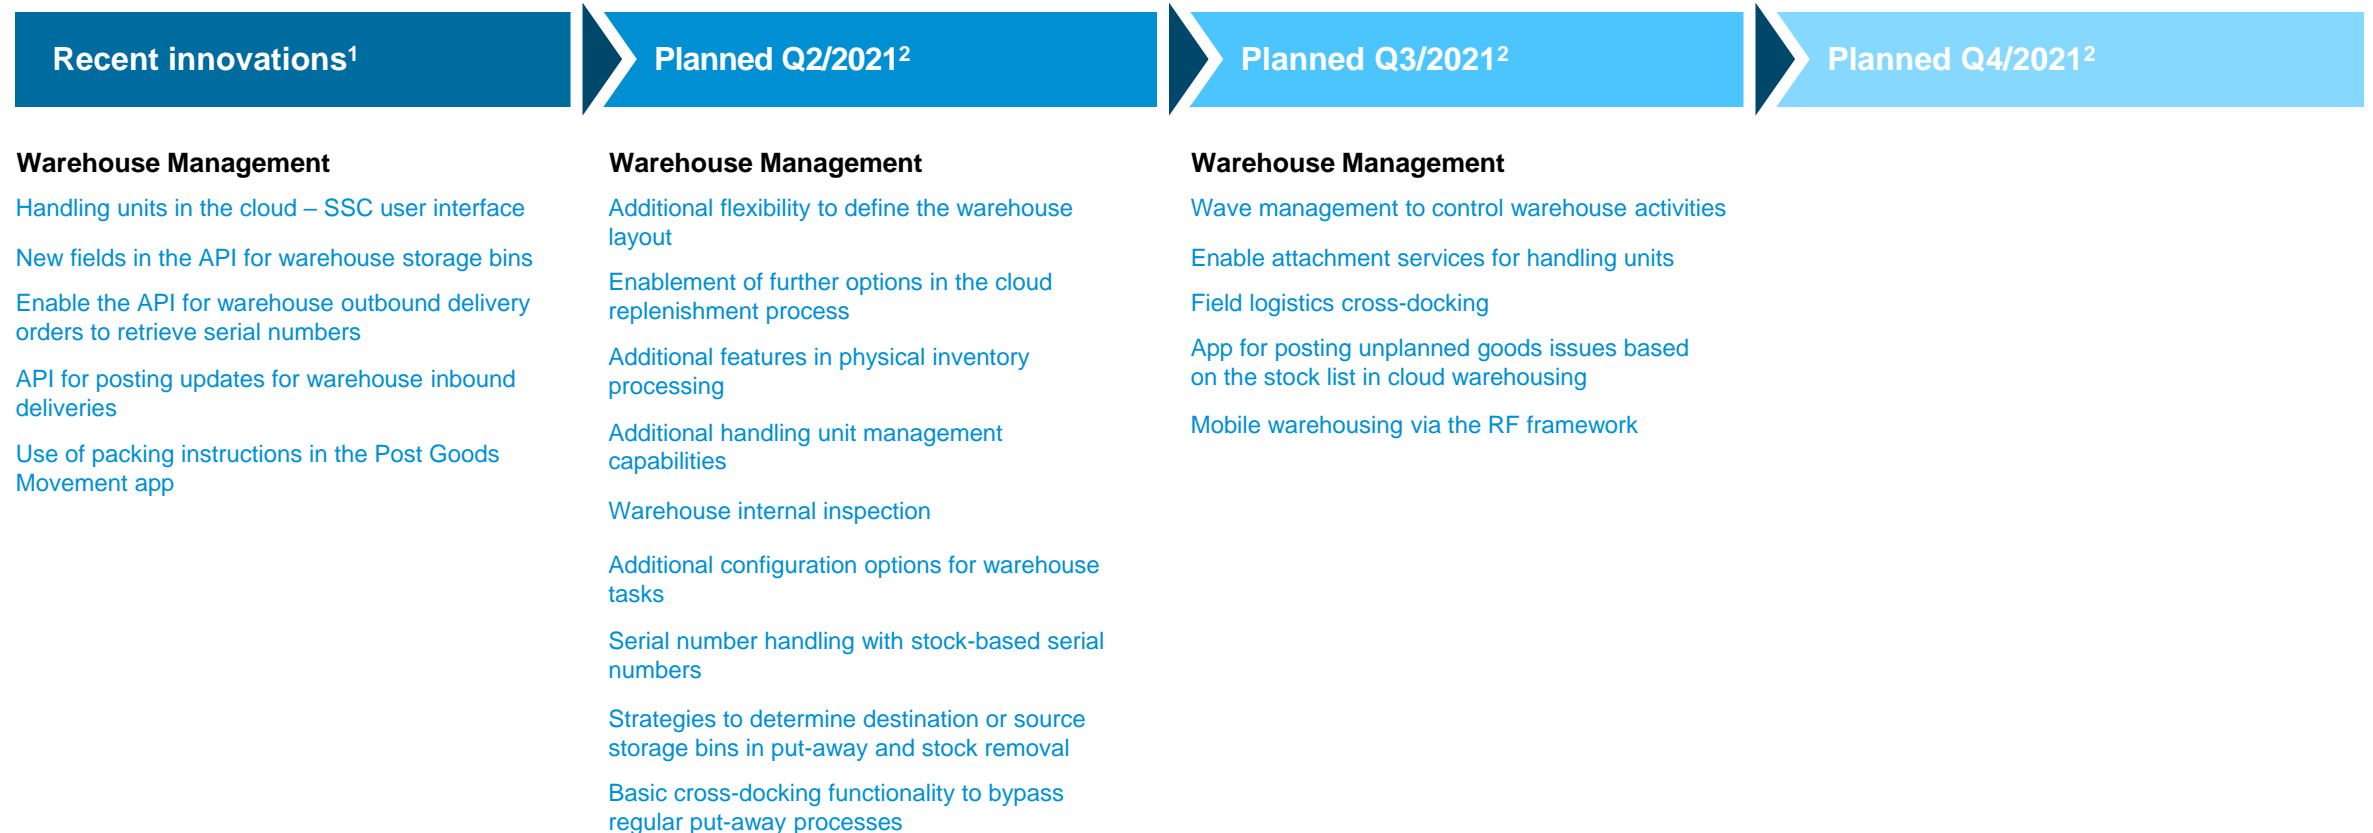 Recent innovations¹
Planned Q2/2021²
Planned Q3/2021²
Planned Q4/2021²
Warehouse Management
Handling units in the cloud – SSC user interface
New fields in the API for warehouse storage bins
Enable the API for warehouse outbound delivery
orders to retrieve serial numbers
API for posting updates for warehouse inbound
deliveries
Use of packing instructions in the Post Goods
Movement app
Warehouse Management
Additional flexibility to define the warehouse
layout
Enablement of further options in the cloud
replenishment process
Additional features in physical inventory
processing
Additional handling unit management
capabilities
Warehouse internal inspection
Additional configuration options for warehouse
tasks
Serial number handling with stock-based serial
numbers
Strategies to determine destination or source
storage bins in put-away and stock removal
Basic cross-docking functionality to bypass
regular put-away processes
Warehouse Management
Wave management to control warehouse activities
Enable attachment services for handling units
Field logistics cross-docking
App for posting unplanned goods issues based
on the stock list in cloud warehousing
Mobile warehousing via the RF framework